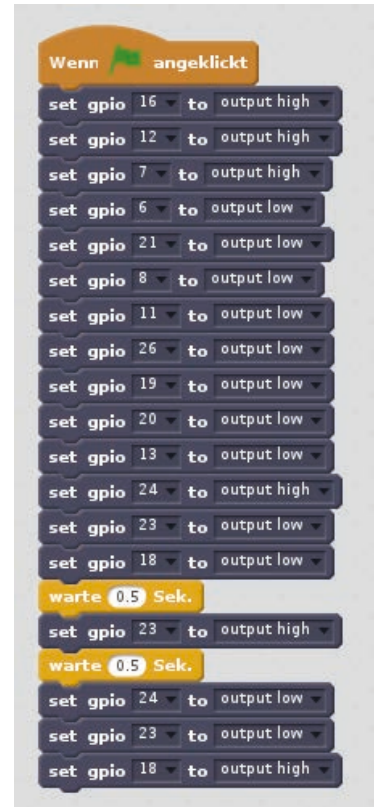 Wenn angeklickt
set gpio 16 to output high
set gpio 12 to output high
set gpio 7 to output high
set gpio 6 to output low
set gpio 21 to output low
set gpio 8 to output low
set gpio 11 to output low
set gpio 26 to output low
set gpio 19 to output low
set gpio 20 to output low
set gpio 13 to output low
set gpio 24 to output high
set gpio 23 to output low
set gpio 18 to output low
warte 0.5 Sek.
set gpio 23 to output high
warte 0.5 Sek.
set gpio 24 to output low
set gpio 23 to output low
set gpio 18 to output high